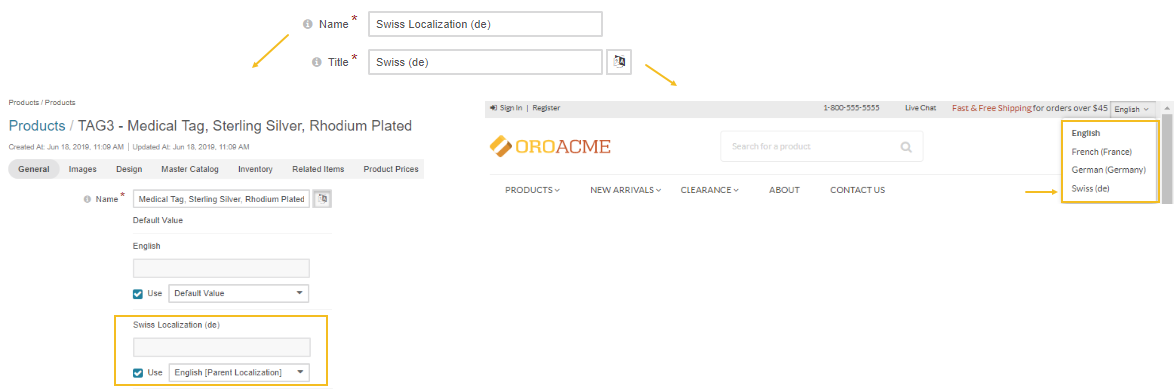 Name *
Swiss Localization (de)
Title *
Swiss (de)
Products / Products
Products / TAG3 - Medical Tag, Sterling Silver, Rhodium Plated
Created At: Jun 18, 2019, 11:09 AM | Updated At: Jun 18, 2019, 11:09 AM
General Images Design Master Catalog Inventory Related Items Product Prices
Name *
Medical Tag, Sterling Silver, Rhodium Plated
Default Value
English
Use Default Value
Swiss Localization (de)
Use English [Parent Localization]
Sign In | Register 1-800-555-5555 Live Chat Fast & Free Shipping for orders over $45 English
OROACME
Search for a product
English
French (France)
German (Germany)
Swiss (de)
PRODUCTS NEW ARRIVALS CLEARANCE ABOUT CONTACT US